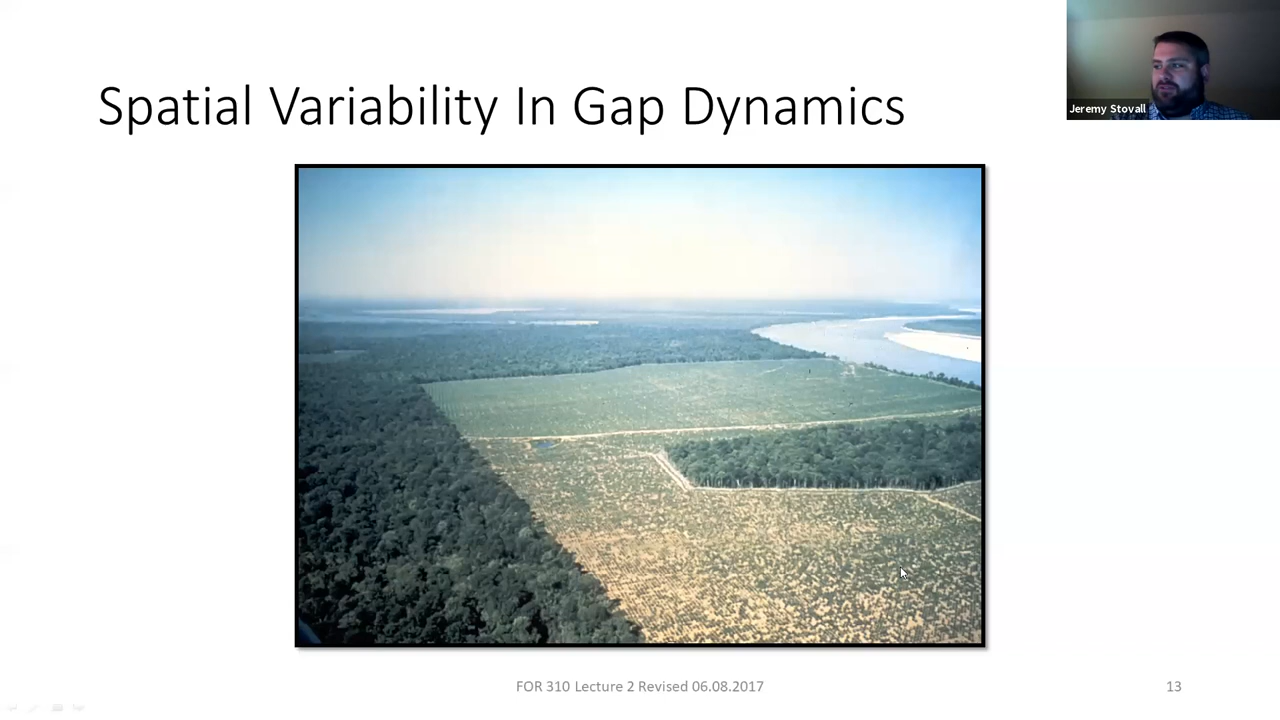 Spatial Variability In Gap Dynamics
Jeremy Stovall
FOR 310 Lecture 2 Revised 06.08.2017
13